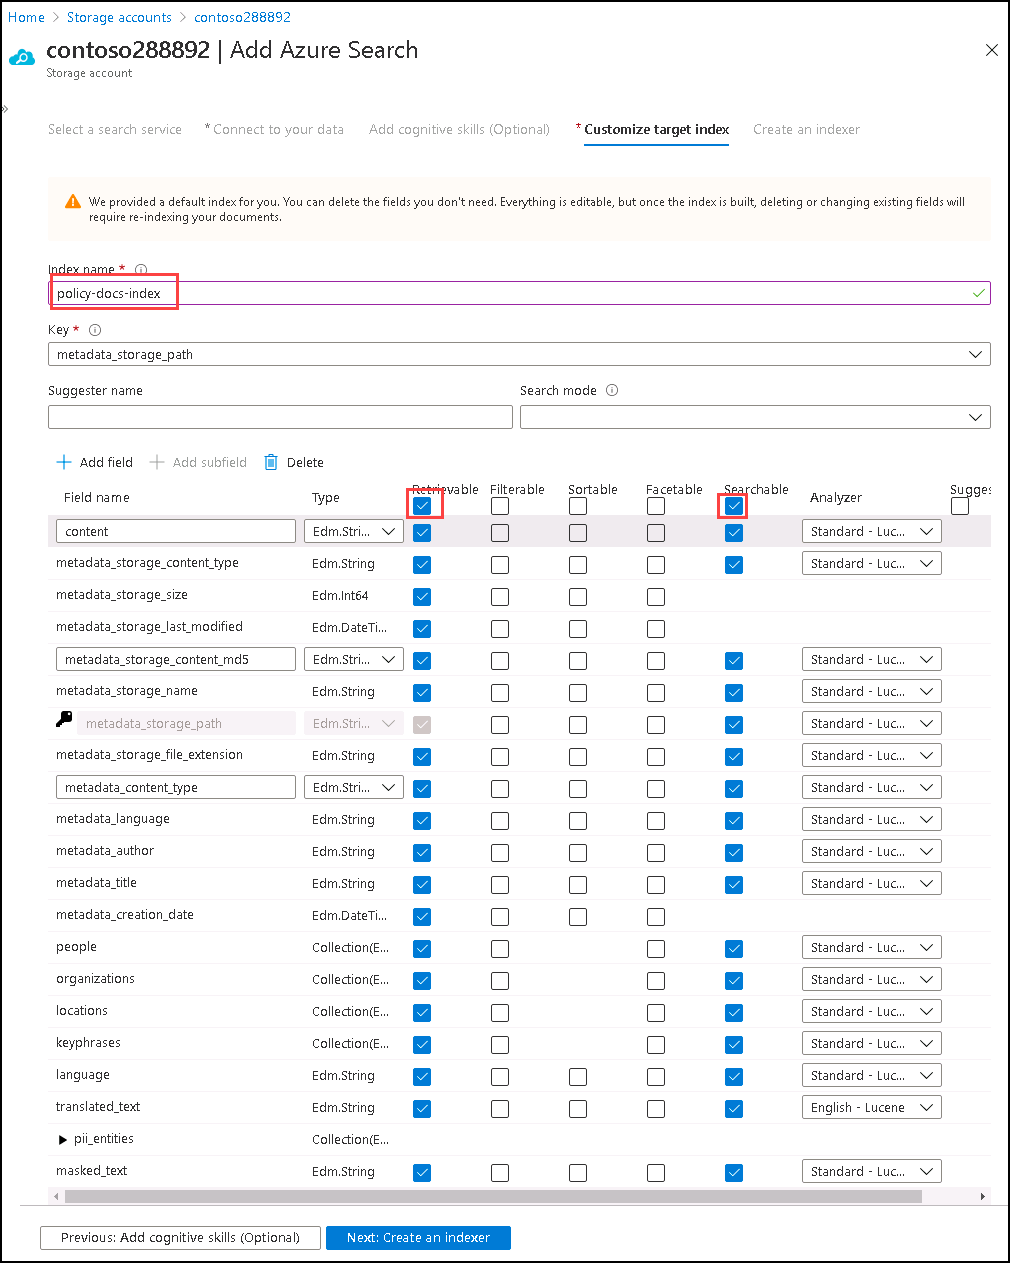 Home > Storage accounts > contoso288892
contoso288892 | Add Azure Search
Storage account
»
Select a search service * Connect to your data Add cognitive skills (Optional) * Customize target index Create an indexer
We provided a default index for you. You can delete the fields you don't need. Everything is editable, but once the index is built, deleting or changing existing fields will
require re-indexing your documents.
Index name *
policy-docs-index
Key *
metadata_storage_path
Suggester name Search mode
Add field Add subfield Delete
Field name Type Retrievable Filterable Sortable Facetable Searchable Analyzer Sugges
content Edm.Stri... Standard - Luc...
metadata_storage_content_type Edm.String Standard - Luc...
metadata_storage_size Edm.Int64
metadata_storage_last_modified Edm.DateTi...
metadata_storage_content_md5 Edm.Stri... Standard - Luc...
metadata_storage_name Edm.String Standard - Luc...
metadata_storage_path Edm.Stri... Standard - Luc...
metadata_storage_file_extension Edm.String Standard - Luc...
metadata_content_type Edm.Stri... Standard - Luc...
metadata_language Edm.String Standard - Luc...
metadata_author Edm.String Standard - Luc...
metadata_title Edm.String Standard - Luc...
metadata_creation_date Edm.DateTi...
people Collection(E... Standard - Luc...
organizations Collection(E... Standard - Luc...
locations Collection(E... Standard - Luc...
keyphrases Collection(E... Standard - Luc...
language Edm.String Standard - Luc...
translated_text Edm.String English - Lucene
pii_entities Collection(E...
masked_text Edm.String Standard - Luc...
Previous: Add cognitive skills (Optional) Next: Create an indexer